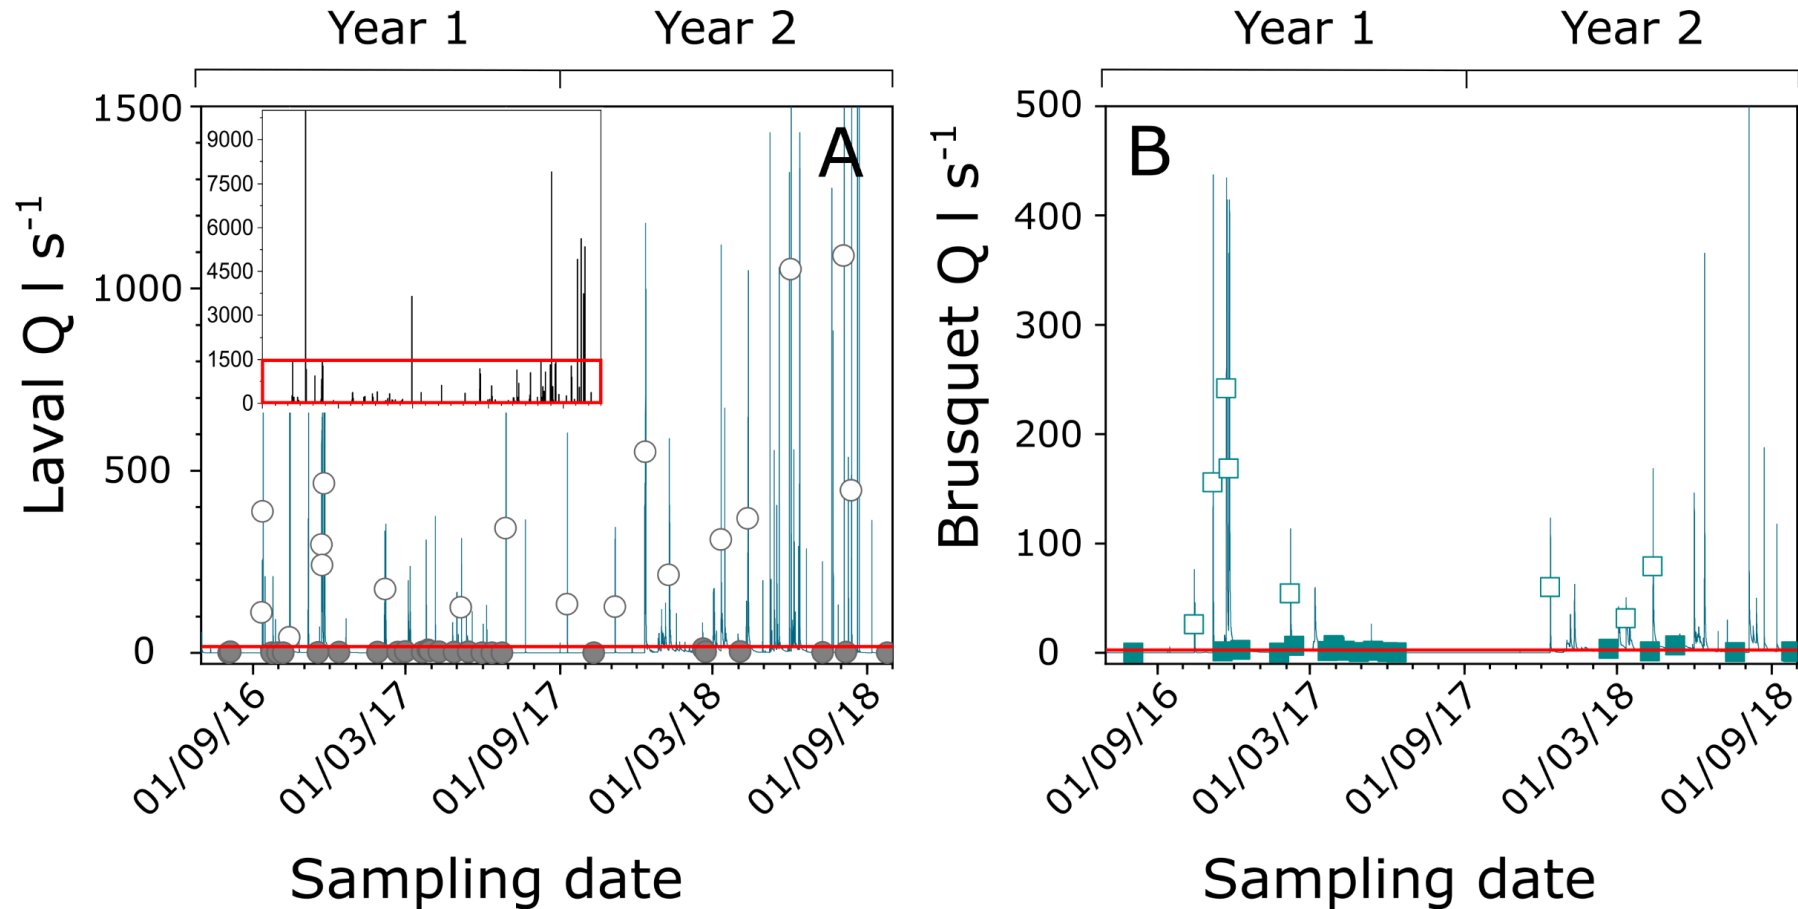 Year 1
Year 2
Year 1
Year 2
A
B
Laval Q l s-1
1500
1000
500
0
9000
7500
6000
4500
3000
1500
0
01/09/16
01/03/17
01/09/17
01/03/18
01/09/18
Sampling date
Brusquet Q l s-1
500
400
300
200
100
0
01/09/16
01/03/17
01/09/17
01/03/18
01/09/18
Sampling date